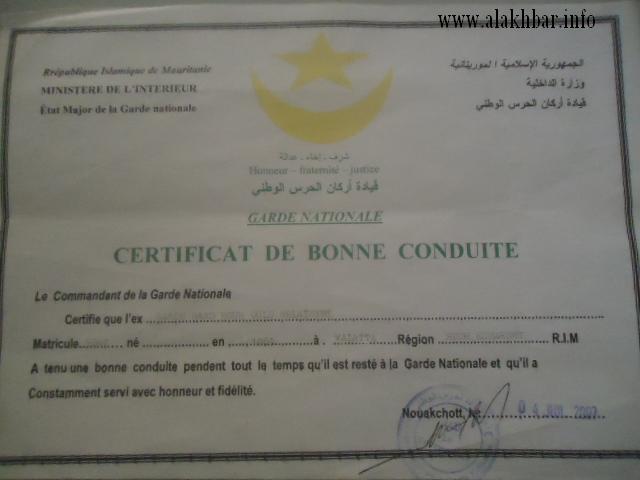 www.alakhbar.info
Rrépublique Islamique de Mauritanie
MINISTERE DE L'INTERIEUR
État Major de la Garde nationale
الجمهورية الإسلامية الموريتانية
وزارة الداخلية
قيادة أركان الحرس الوطني
شرف . إخاء . عدالة
Honneur – fraternité – justice
قيادة أركان الحرس الوطني
GARDE NATIONALE
CERTIFICAT DE BONNE CONDUITE
Le Commandant de la Garde Nationale
Certifie que l'ex
Matricule né en à Région R.I.M
A tenu une bonne conduite pendent tout le temps qu'il est resté à la Garde Nationale et qu'il a
Constamment servi avec honneur et fidélité.
Nouakchott, le